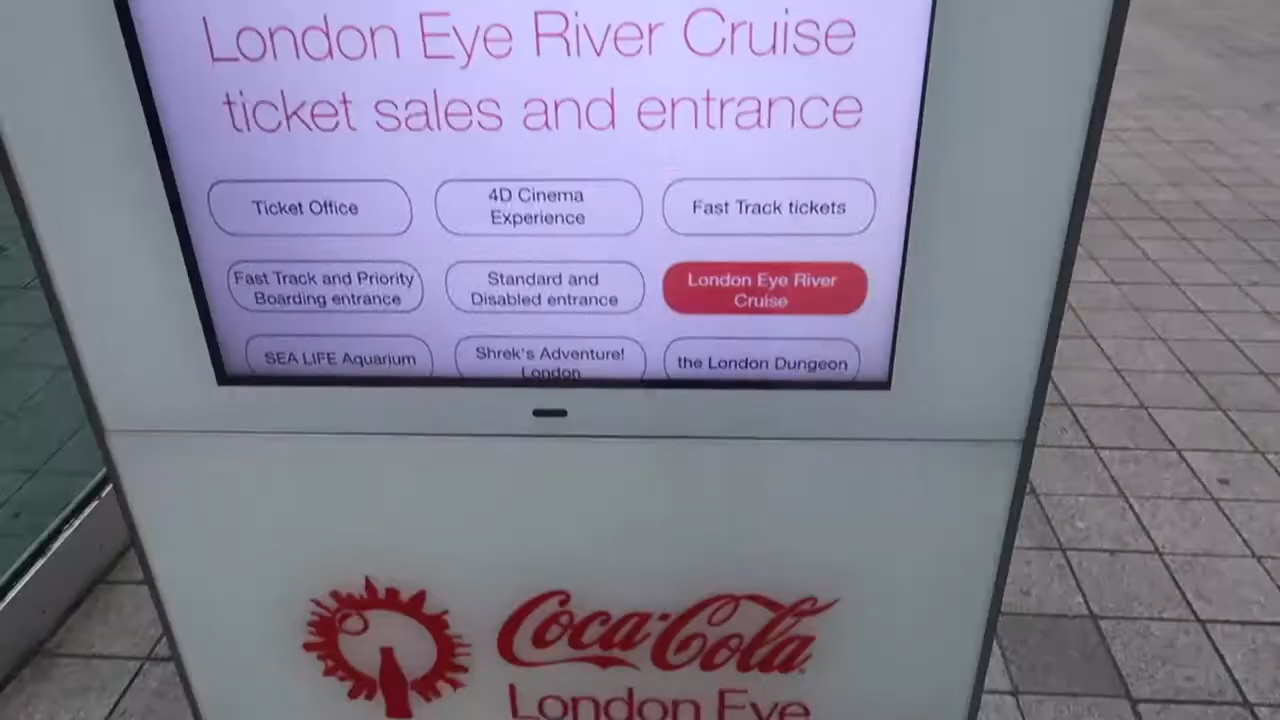 London Eye River Cruise
ticket sales and entrance
Ticket Office
4D Cinema
Experience
Fast Track tickets
Fast Track and Priority
Boarding entrance
Standard and
Disabled entrance
London Eye River
Cruise
SEA LIFE Aquarium
Shrek's Adventure!
London
the London Dungeon
Coca-Cola
London Eye